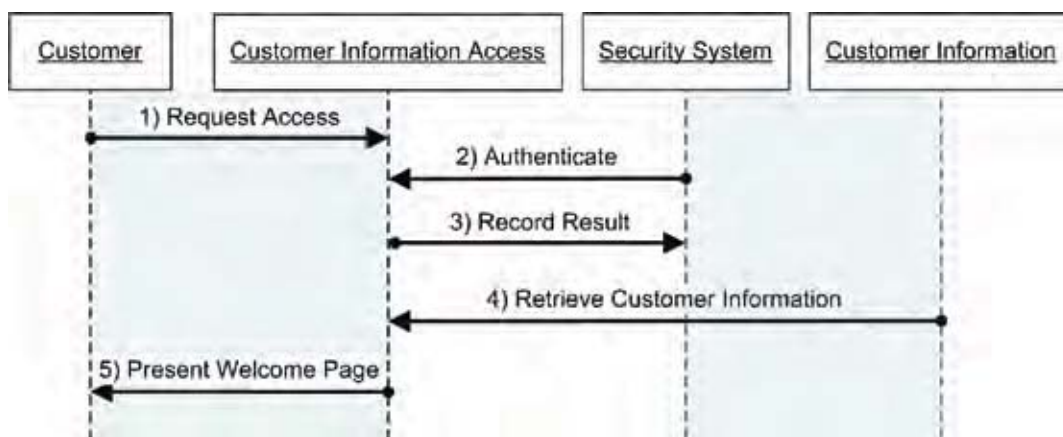 Customer
Customer Information Access
Security System
Customer Information
1) Request Access
2) Authenticate
3) Record Result
4) Retrieve Customer Information
5) Present Welcome Page